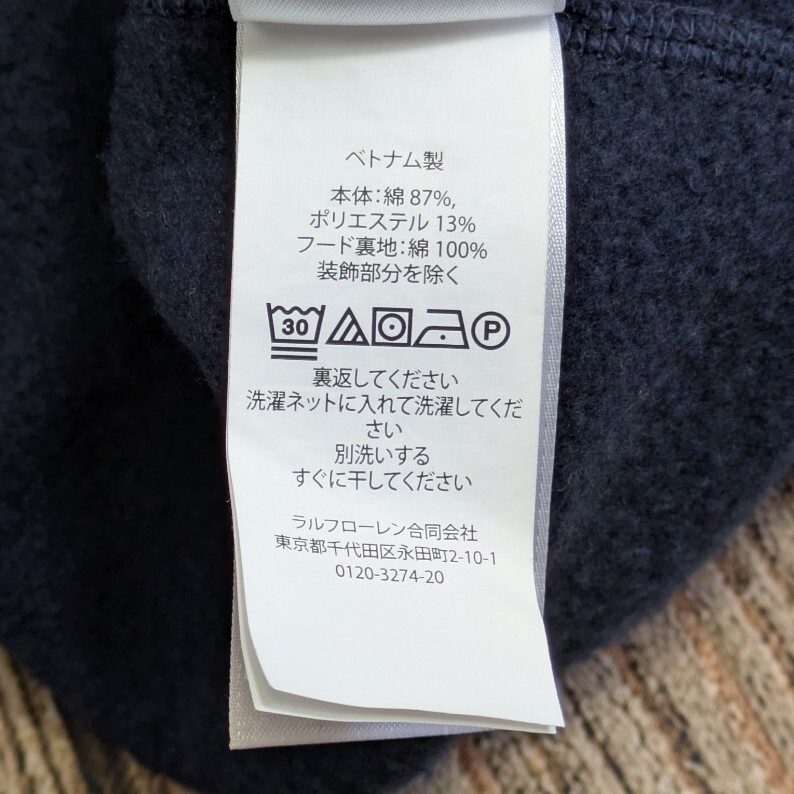 ベトナム製
本体：綿 87%,
ポリエステル 13%
フード裏地：綿 100%
装飾部分を除く
30 P
裏返してください
洗濯ネットに入れて洗濯してくだ
さい
別洗いする
すぐに干してください
ラルフローレン合同会社
東京都千代田区永田町2-10-1
0120-3274-20